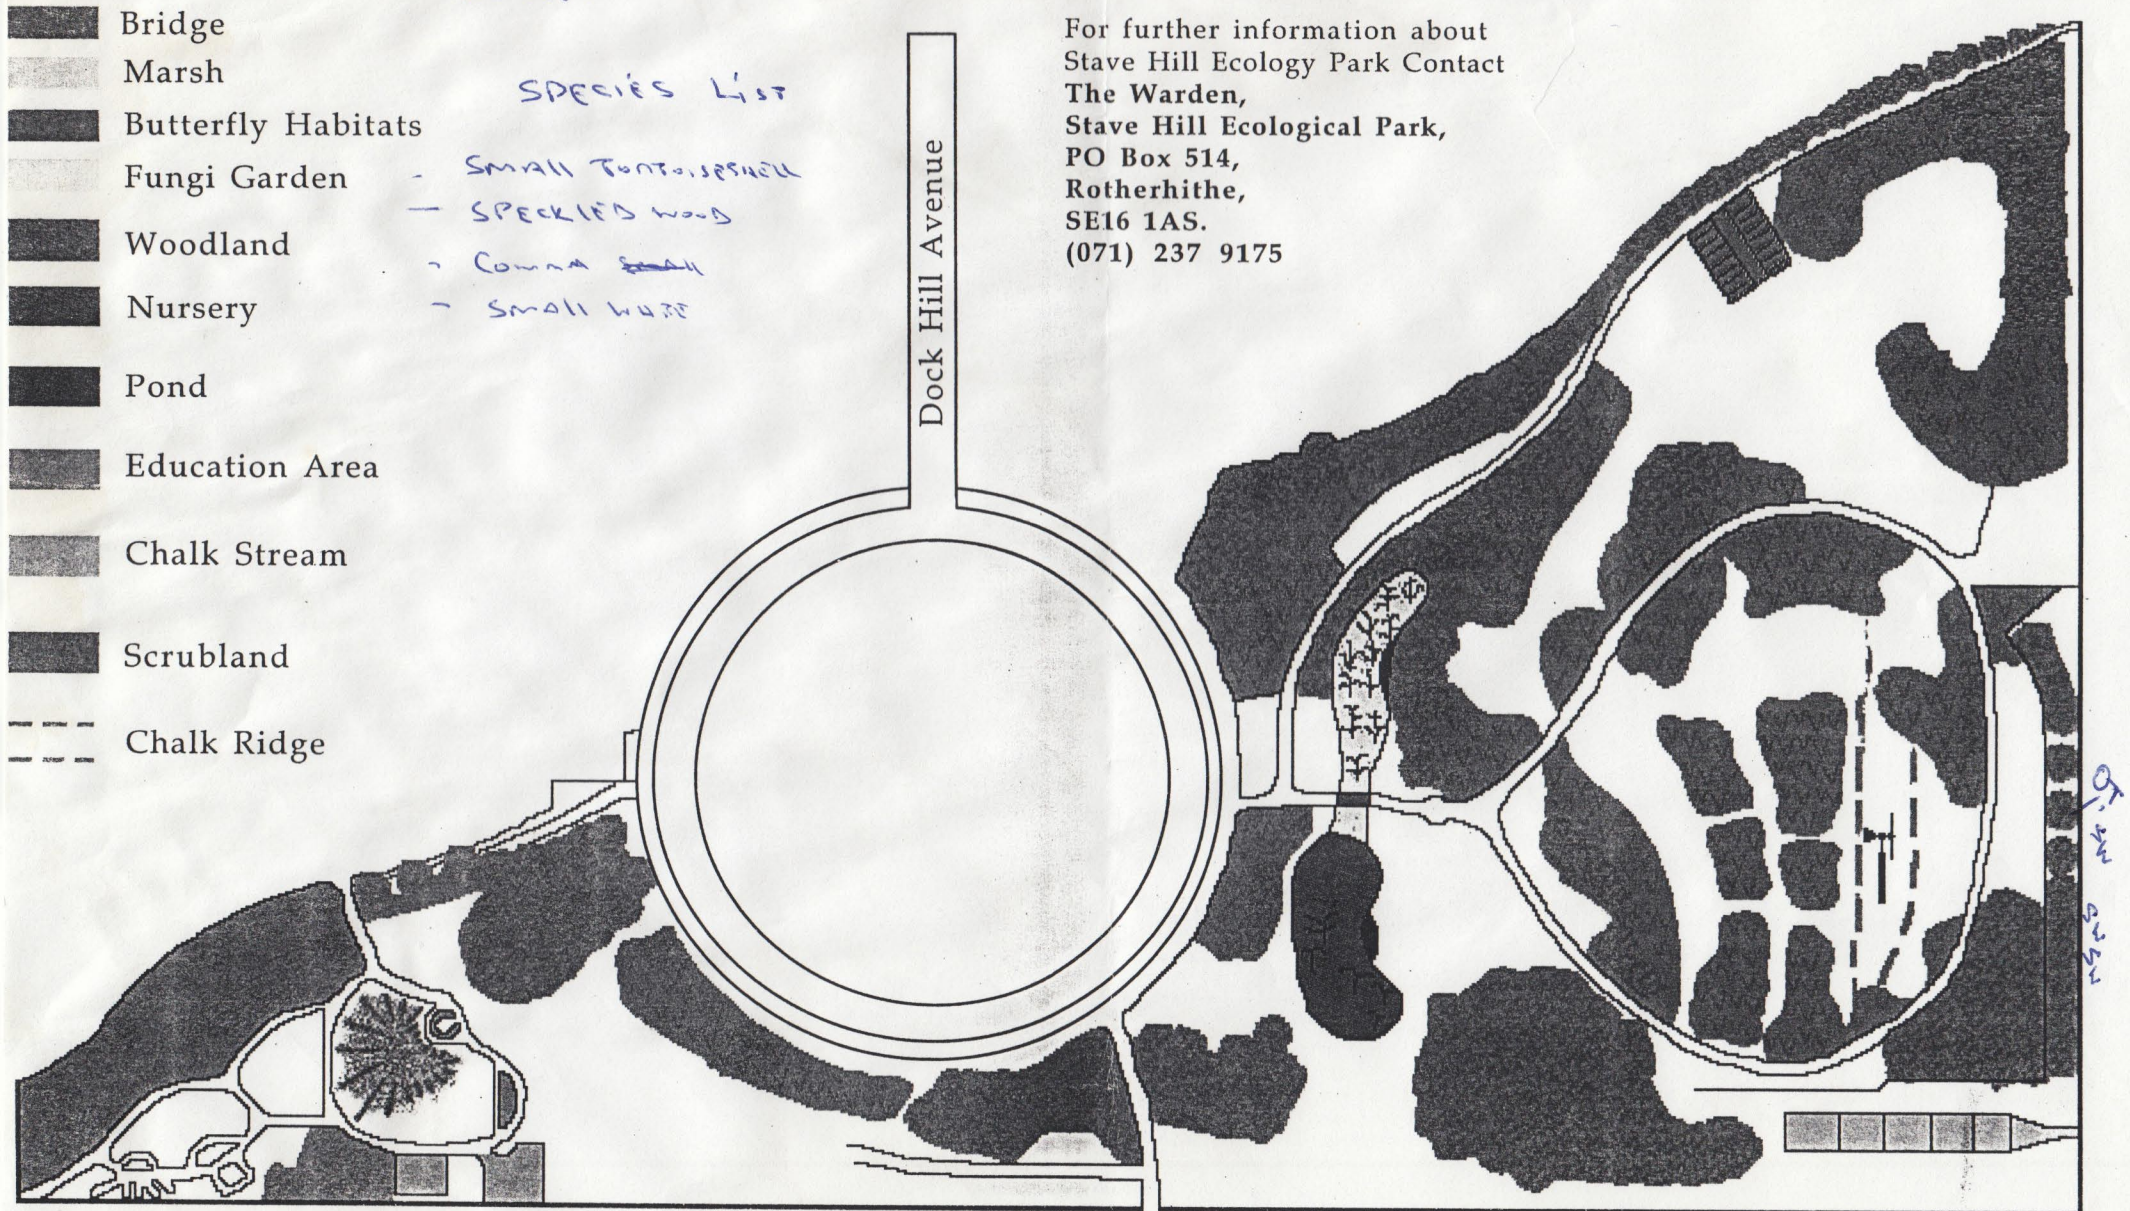 Bridge
Marsh
Butterfly Habitats
Fungi Garden
Woodland
Nursery
Pond
Education Area
Chalk Stream
Scrubland
Chalk Ridge
SPECIES LIST
- SMALL TORTOISESHELL
- SPECKLED WOOD
- COMMA
- SMALL WHITE
Dock Hill Avenue
For further information about
Stave Hill Ecology Park Contact
The Warden,
Stave Hill Ecological Park,
PO Box 514,
Rotherhithe,
SE16 1AS.
(071) 237 9175